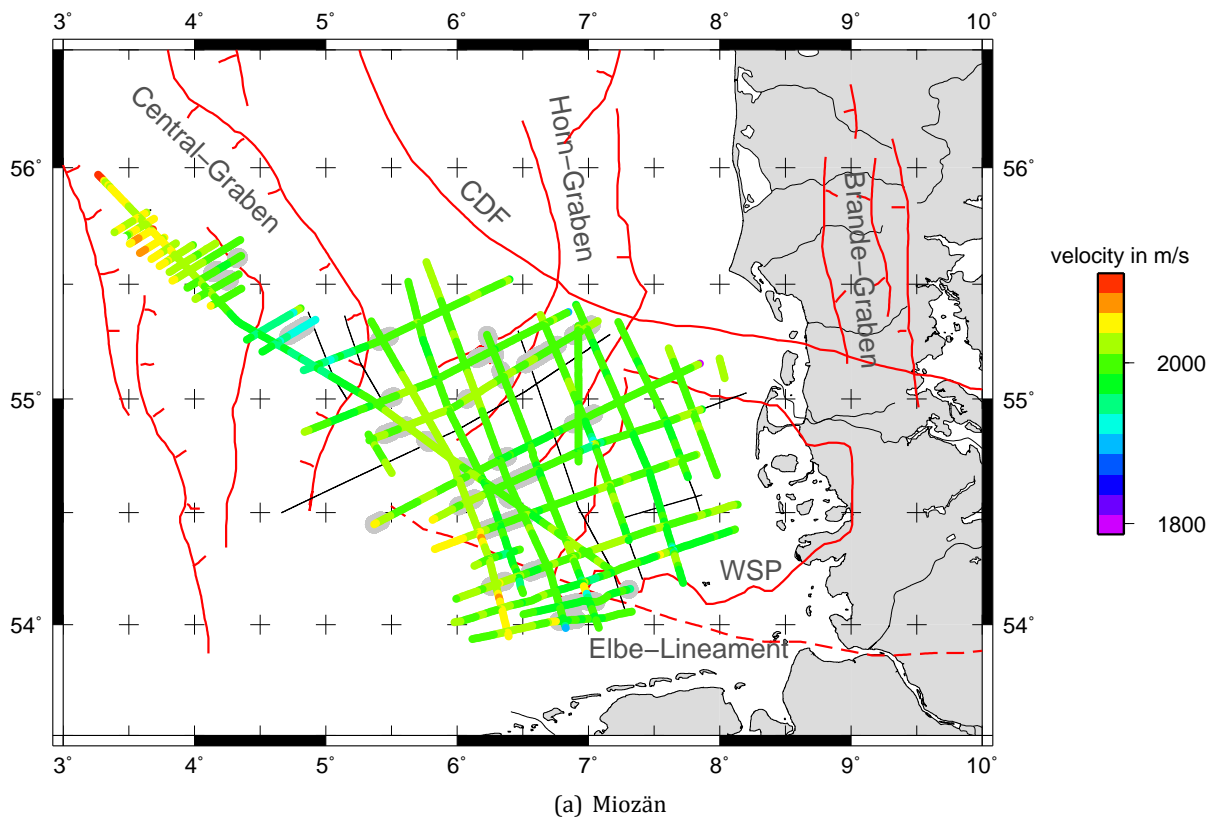 3° 4° 5° 6° 7° 8° 9° 10°
Central–Graben
Horn–Graben
CDF
Brande–Graben
56° 56°
velocity in m/s
2000
55° 55°
1800
WSP
54° 54°
Elbe–Lineament
3° 4° 5° 6° 7° 8° 9° 10°
(a) Miozän